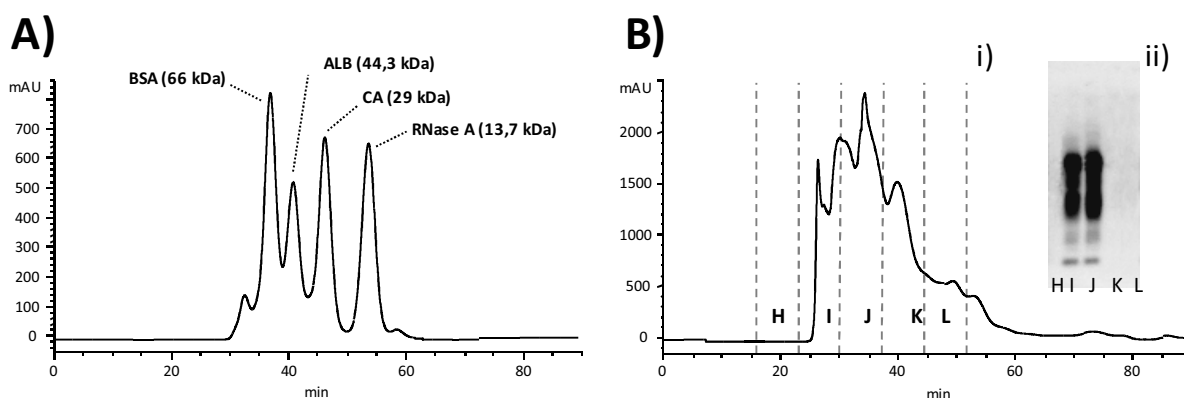 A)
mAU
700
600
500
400
300
200
100
0
BSA (66 kDa)
ALB (44,3 kDa)
CA (29 kDa)
RNase A (13,7 kDa)
0 20 40 60 80
min
B)
i)
ii)
mAU
2000
1500
1000
500
0
H I J K L
H I J K L
0 20 40 60 80
min